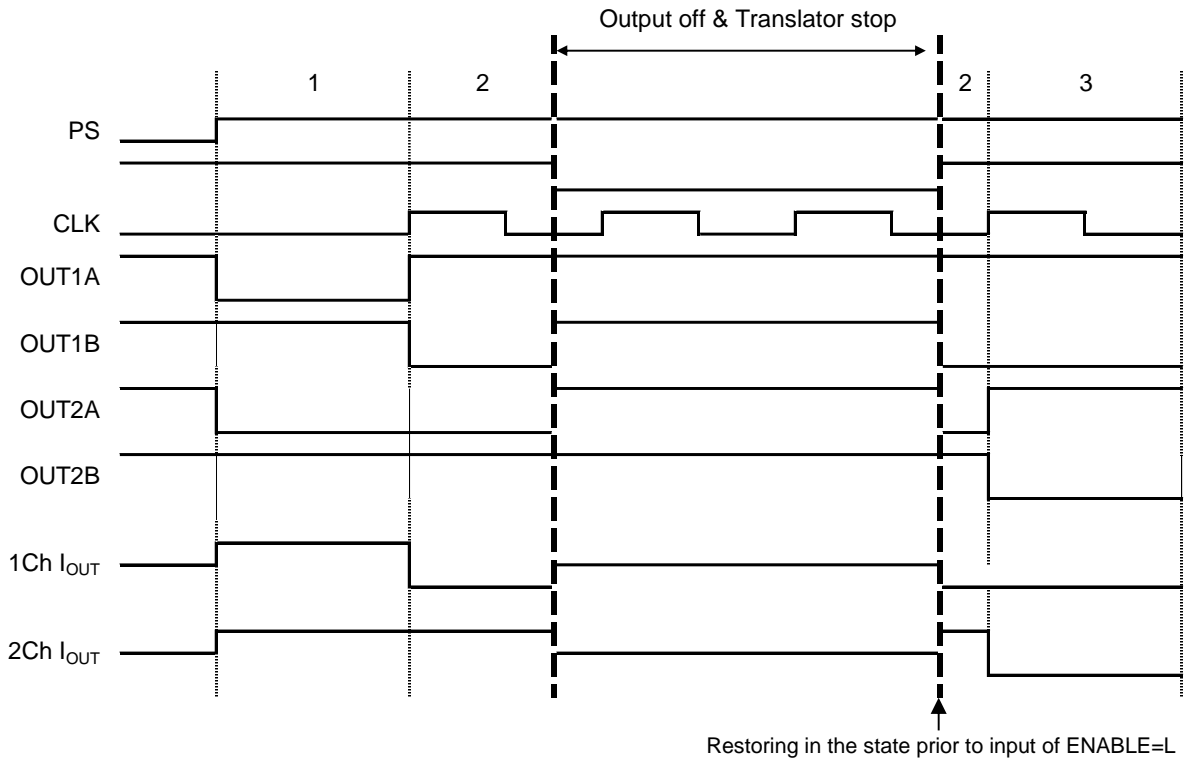 Output off & Translator stop
1 2 2 3
PS
CLK
OUT1A
OUT1B
OUT2A
OUT2B
1Ch IOUT
2Ch IOUT
Restoring in the state prior to input of ENABLE=L